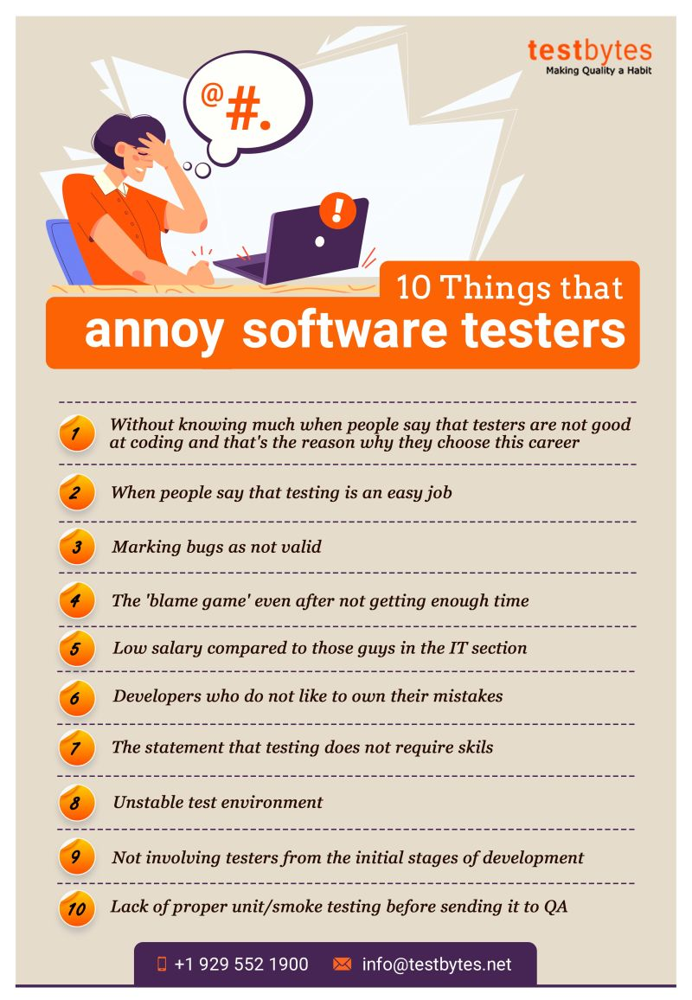 testbytes
Making Quality a Habit
@#.
!
10 Things that
annoy software testers
1 Without knowing much when people say that testers are not good
at coding and that's the reason why they choose this career
2 When people say that testing is an easy job
3 Marking bugs as not valid
4 The 'blame game' even after not getting enough time
5 Low salary compared to those guys in the IT section
6 Developers who do not like to own their mistakes
7 The statement that testing does not require skils
8 Unstable test environment
9 Not involving testers from the initial stages of development
10 Lack of proper unit/smoke testing before sending it to QA
+1 929 552 1900 info@testbytes.net